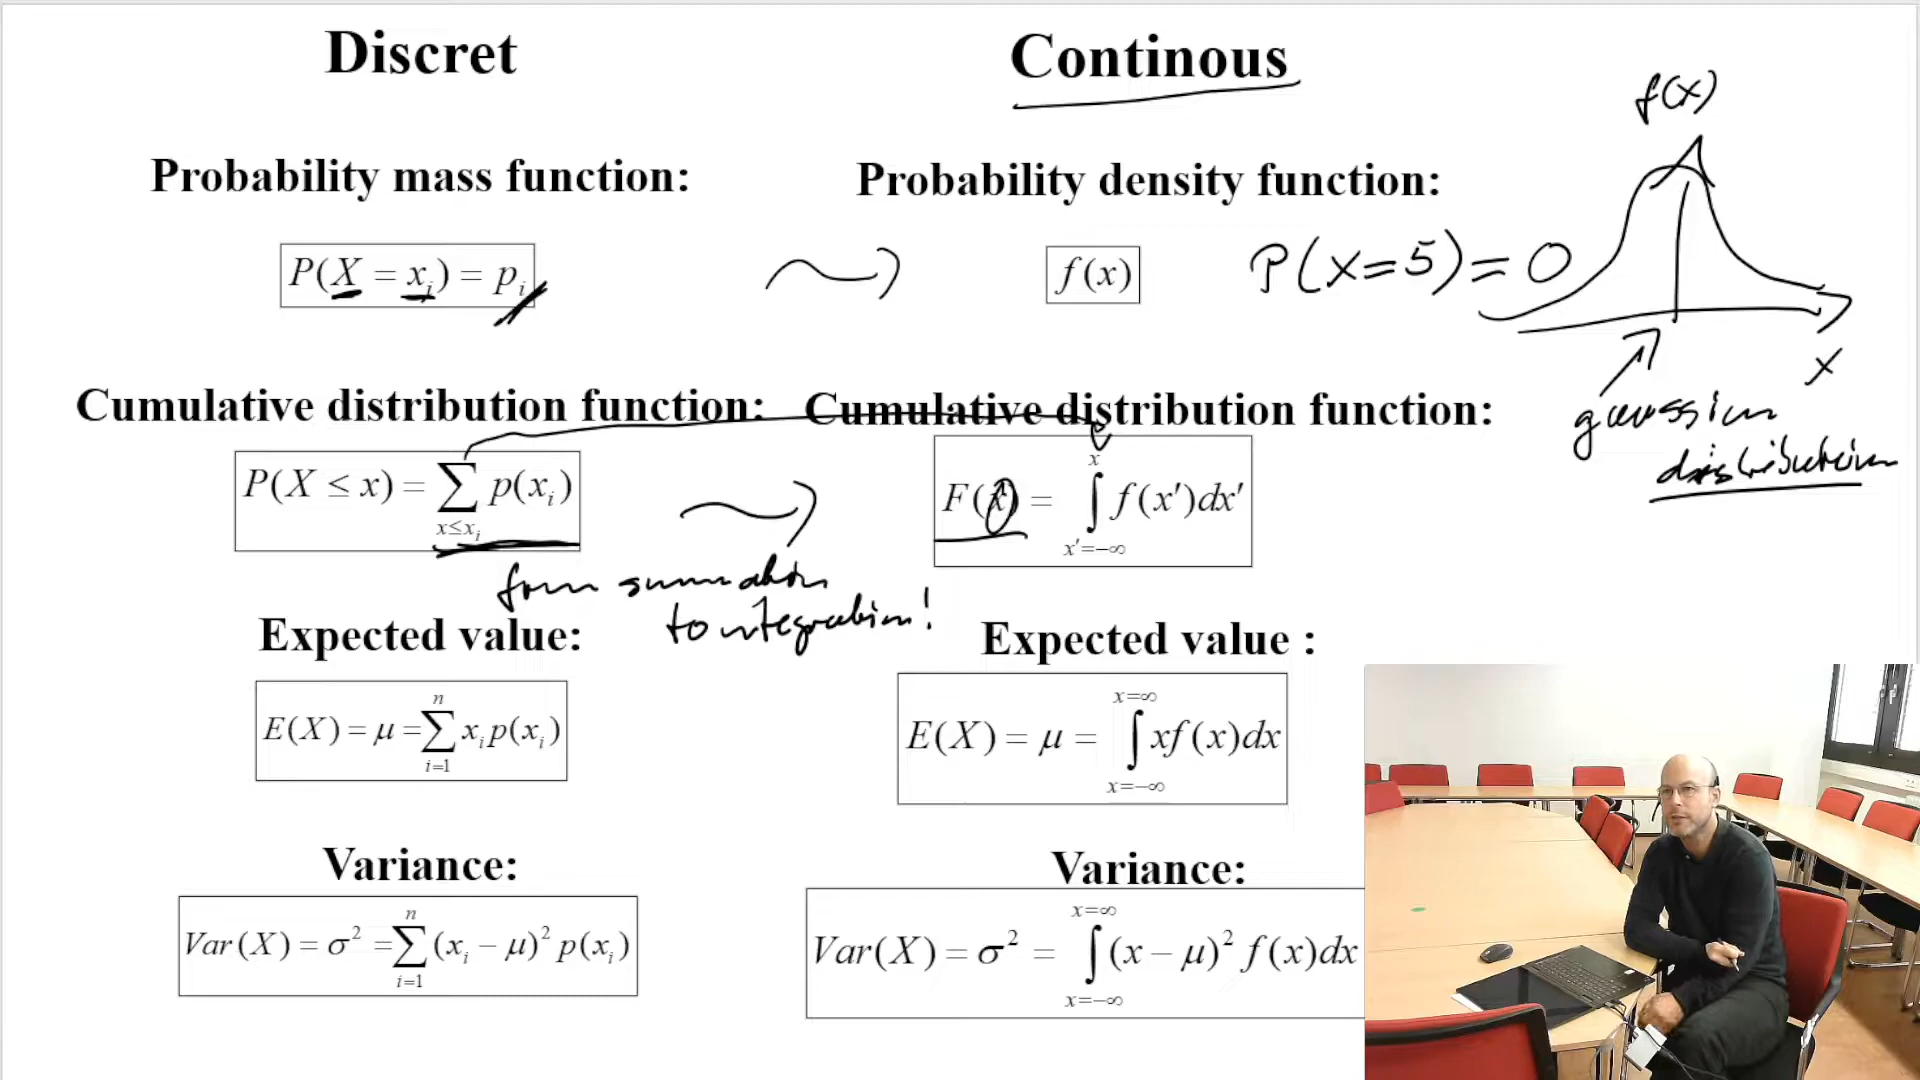 Discret
Continous
f(x)
Probability mass function:
Probability density function:
P(X = x_i) = p_i
f(x)
P(X=5)=0
x
gaussian
distribution
Cumulative distribution function:
Cumulative distribution function:
P(X ≤ x) = ∑_{x≤x_i} p(x_i)
F(x) = ∫_{x'=-∞}^{x} f(x')dx'
from summation
to integration!
Expected value:
Expected value :
E(X) = μ = ∑_{i=1}^{n} x_i p(x_i)
E(X) = μ = ∫_{x=-∞}^{x=∞} xf(x)dx
Variance:
Variance:
Var(X) = σ² = ∑_{i=1}^{n} (x_i − μ)² p(x_i)
Var(X) = σ² = ∫_{x=-∞}^{x=∞} (x − μ)² f(x)dx